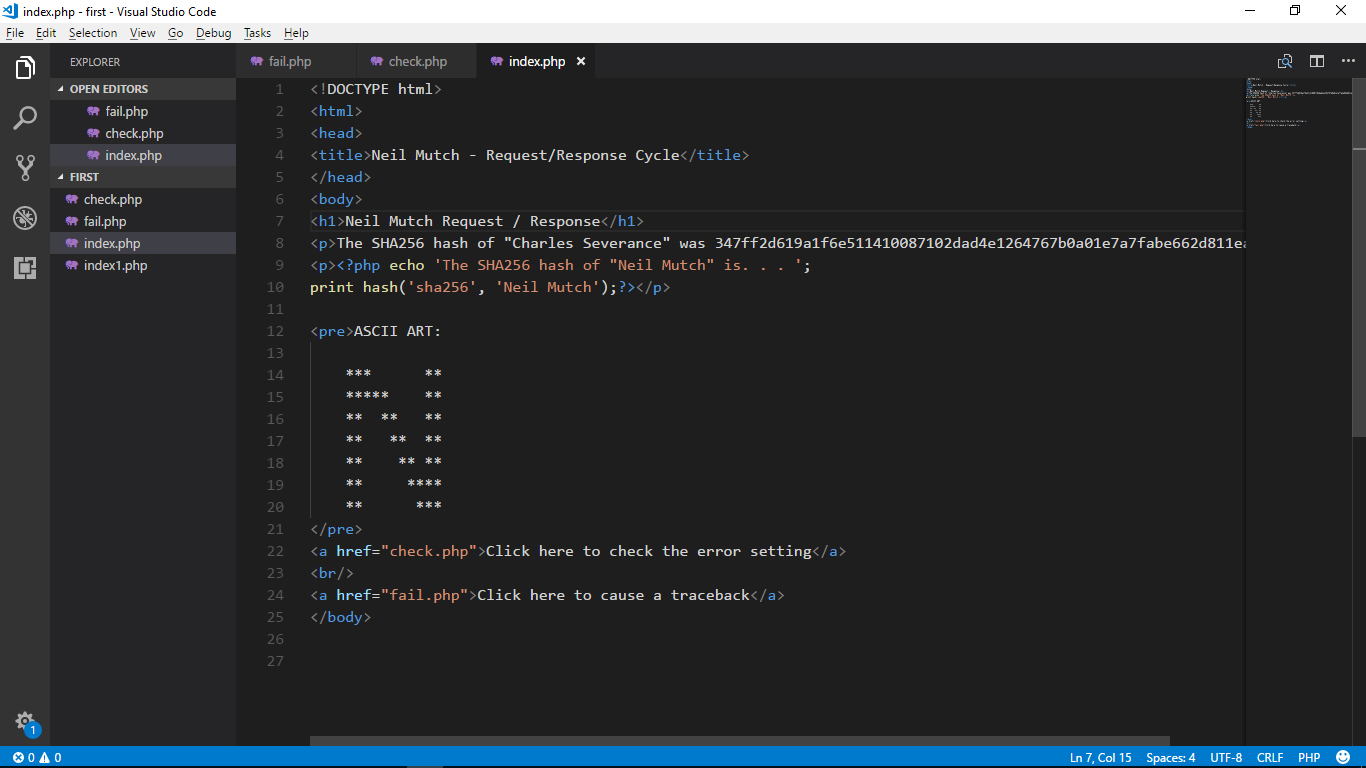 index.php - first - Visual Studio Code
File Edit Selection View Go Debug Tasks Help
EXPLORER
OPEN EDITORS
fail.php
check.php
index.php
FIRST
check.php
fail.php
index.php
index1.php
1
fail.php check.php index.php
1 <!DOCTYPE html>
2 <html>
3 <head>
4 <title>Neil Mutch - Request/Response Cycle</title>
5 </head>
6 <body>
7 <h1>Neil Mutch Request / Response</h1>
8 <p>The SHA256 hash of "Charles Severance" was 347ff2d619a1f6e511410087102dad4e1264767b0a01e7a7fabe662d811ea
9 <p><?php echo 'The SHA256 hash of "Neil Mutch" is. . . ';
10 print hash('sha256', 'Neil Mutch');?></p>
11
12 <pre>ASCII ART:
13
14     ***      **
15     *****    **
16     **  **   **
17     **   **  **
18     **    ** **
19     **     ****
20     **      ***
21 </pre>
22 <a href="check.php">Click here to check the error setting</a>
23 <br/>
24 <a href="fail.php">Click here to cause a traceback</a>
25 </body>
26
27
0 0 Ln 7, Col 15 Spaces: 4 UTF-8 CRLF PHP